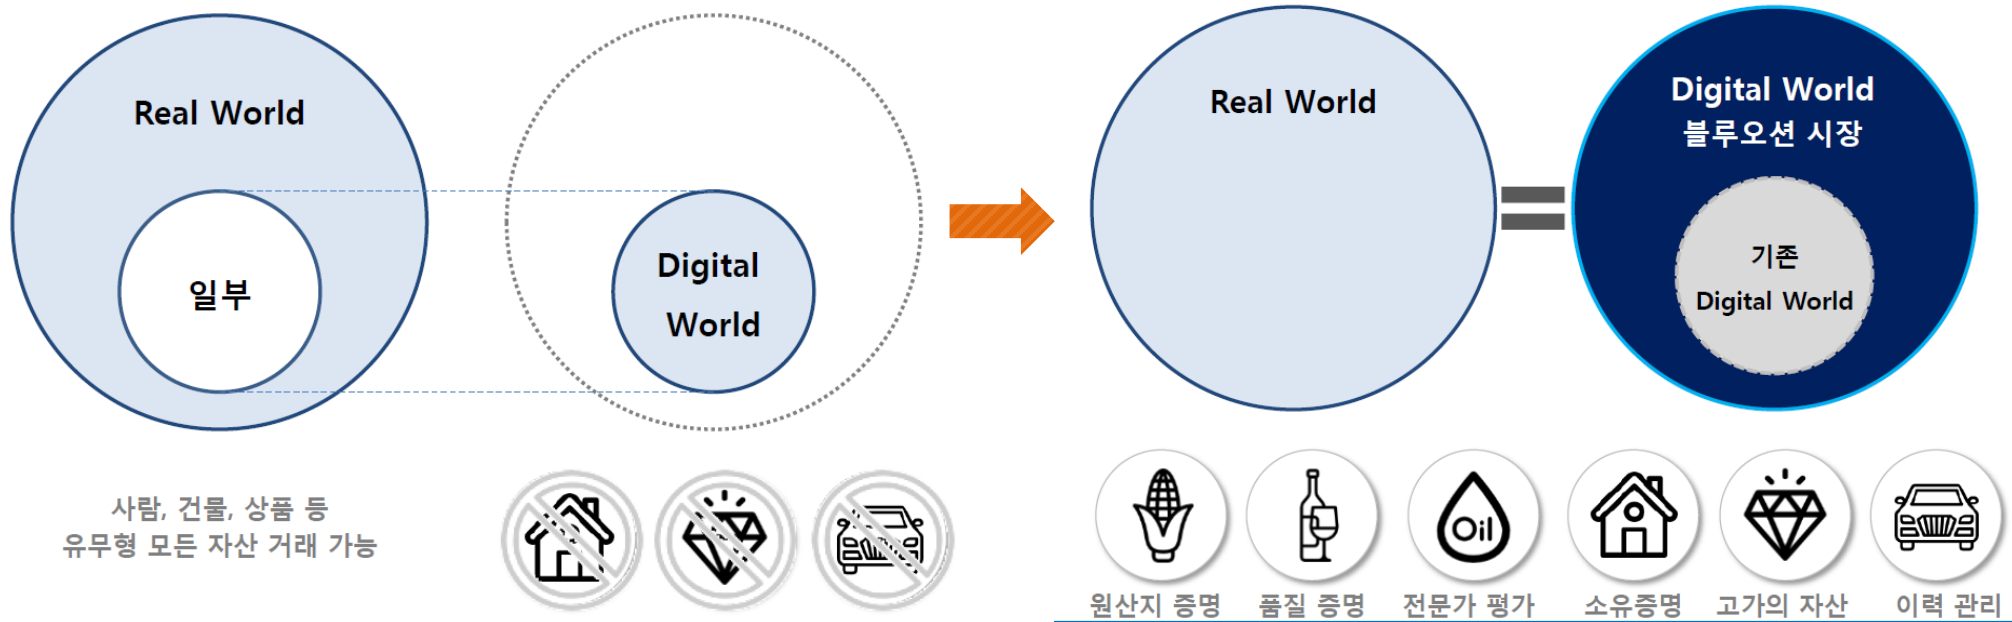 Real World
일부
Digital
World
사람, 건물, 상품 등
유무형 모든 자산 거래 가능
Real World
Digital World
블루오션 시장
기존
Digital World
Oil
원산지 증명
품질 증명
전문가 평가
소유증명
고가의 자산
이력 관리